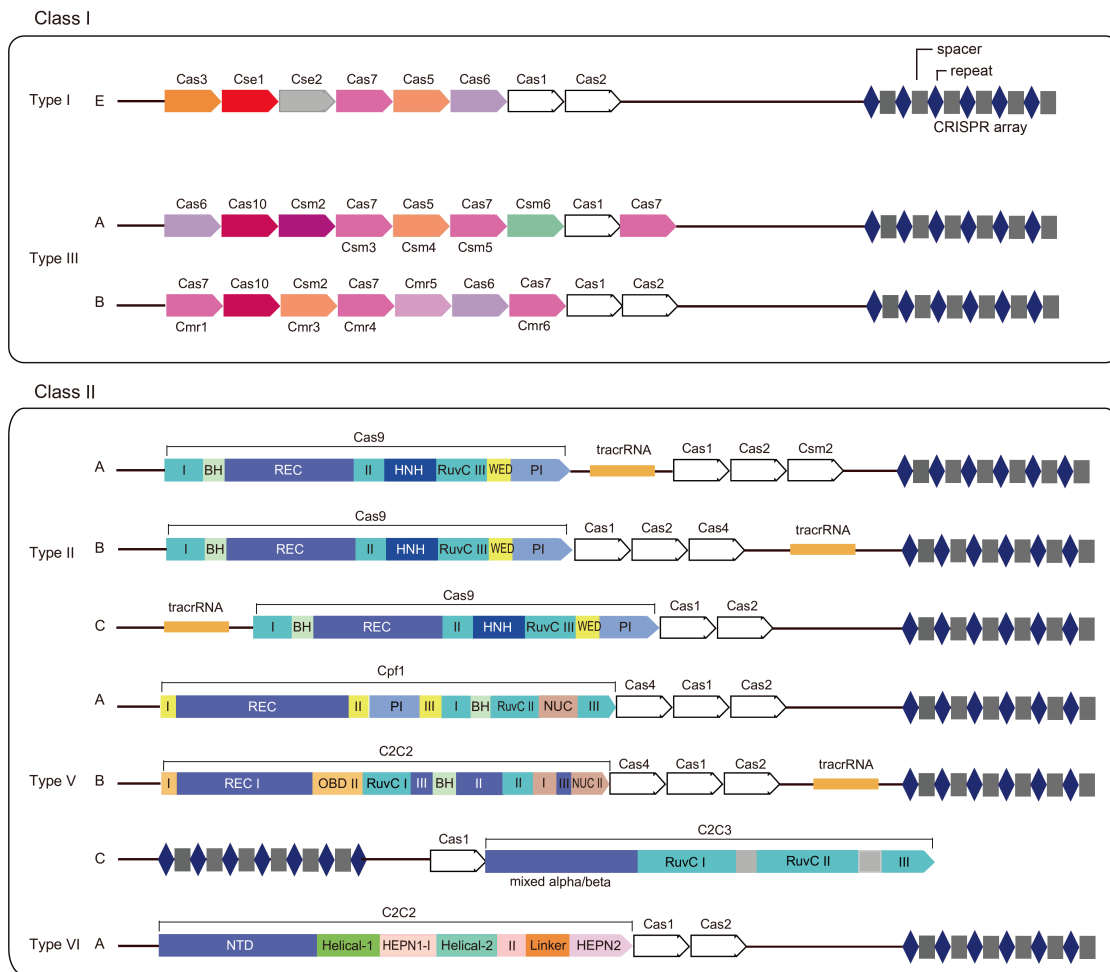 Class I
spacer
repeat
Cas3 Cse1 Cse2 Cas7 Cas5 Cas6 Cas1 Cas2
Type I E
CRISPR array
Cas6 Cas10 Csm2 Cas7 Cas5 Cas7 Csm6 Cas1 Cas7
A
Csm3 Csm4 Csm5
Type III
Cas7 Cas10 Csm2 Cas7 Cmr5 Cas6 Cas7 Cas1 Cas2
B
Cmr1 Cmr3 Cmr4 Cmr6
Class II
Cas9
tracrRNA Cas1 Cas2 Csm2
A I BH REC II HNH RuvC III WED PI
Cas9
Cas1 Cas2 Cas4 tracrRNA
Type II B I BH REC II HNH RuvC III WED PI
Cas9
tracrRNA Cas1 Cas2
C I BH REC II HNH RuvC III WED PI
Cpf1
Cas4 Cas1 Cas2
A I REC II PI III I BH RuvC II NUC III
C2C2
Cas4 Cas1 Cas2 tracrRNA
Type V B I REC I OBD II RuvC I III BH II II I III NUC II
C2C3
Cas1
C RuvC I RuvC II III
mixed alpha/beta
C2C2
Cas1 Cas2
Type VI A NTD Helical-1 HEPN1-I Helical-2 II Linker HEPN2